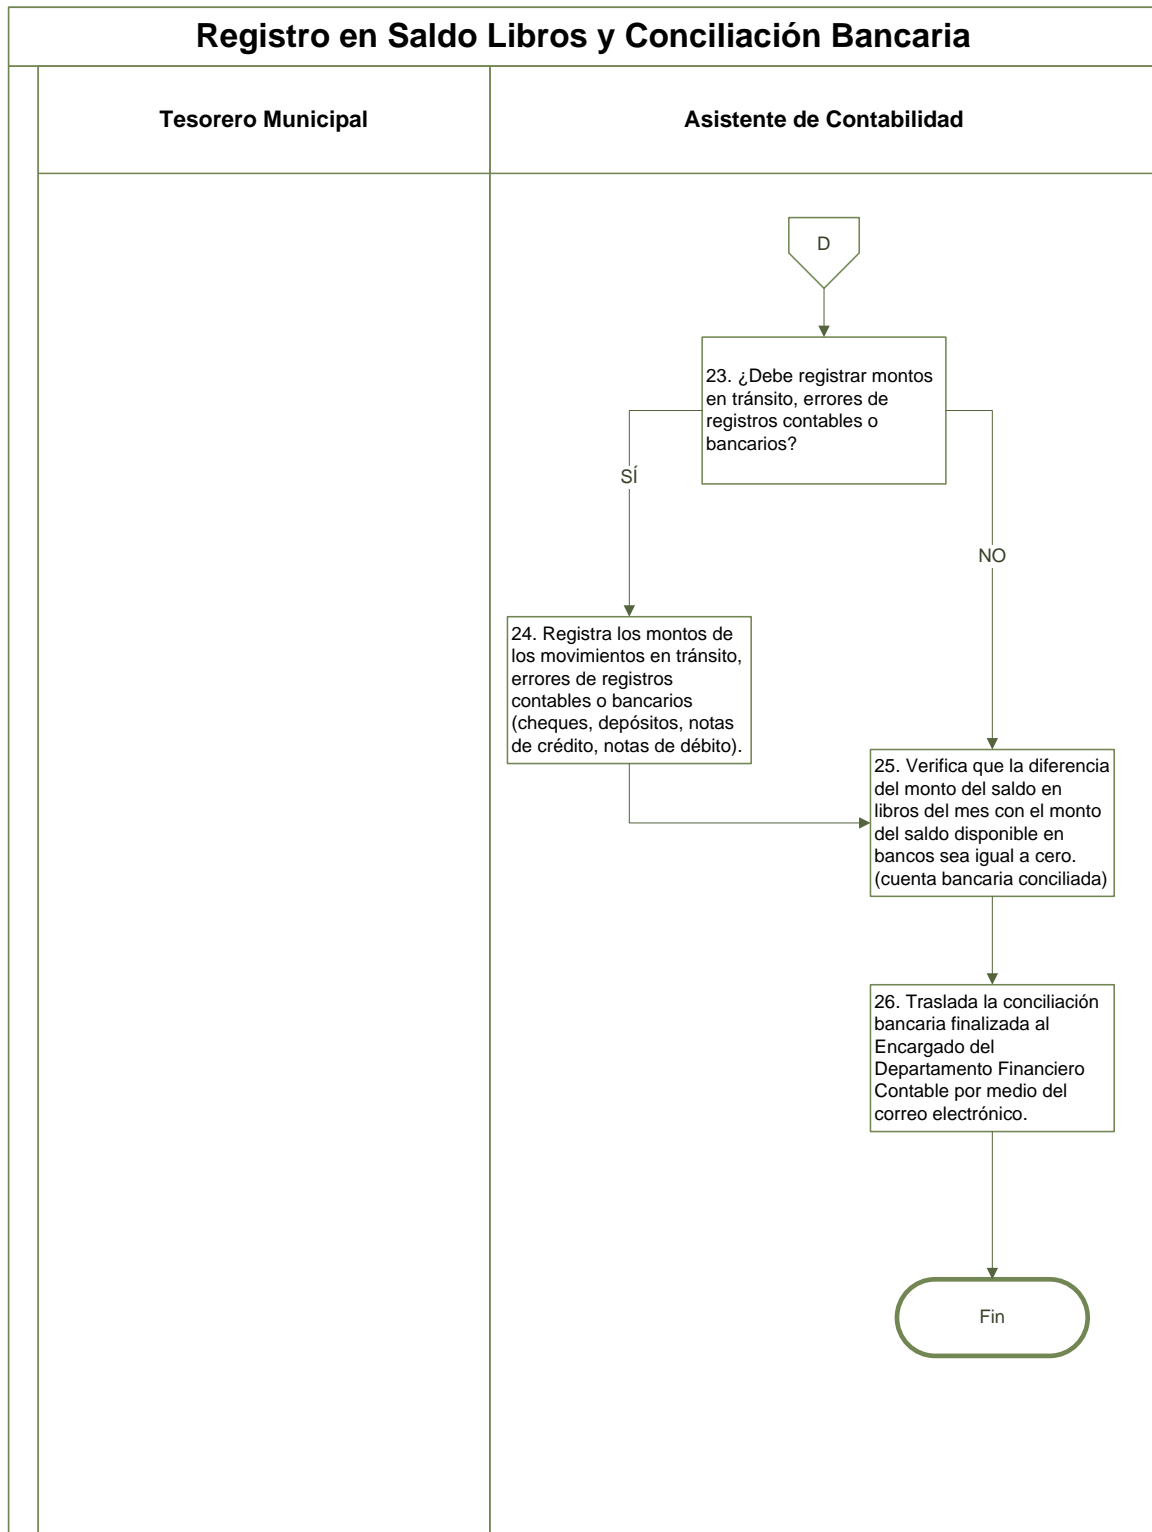 Registro en Saldo Libros y Conciliación Bancaria
Tesorero Municipal
Asistente de Contabilidad
D
23. ¿Debe registrar montos
en tránsito, errores de
registros contables o
bancarios?
SÍ
NO
24. Registra los montos de
los movimientos en tránsito,
errores de registros
contables o bancarios
(cheques, depósitos, notas
de crédito, notas de débito).
25. Verifica que la diferencia
del monto del saldo en
libros del mes con el monto
del saldo disponible en
bancos sea igual a cero.
(cuenta bancaria conciliada)
26. Traslada la conciliación
bancaria finalizada al
Encargado del
Departamento Financiero
Contable por medio del
correo electrónico.
Fin